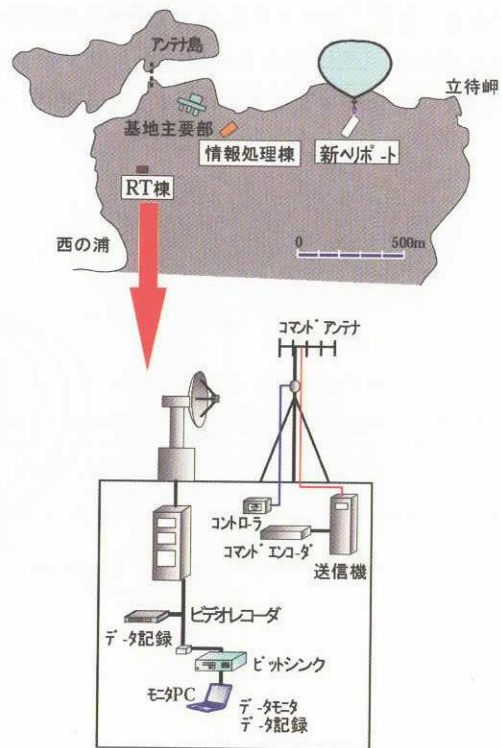 アンテナ島
立待岬
基地主要部
情報処理棟
新ヘリポート
RT棟
西の浦
0
500m
コマンドアンテナ
コントローラ
コマンドエンコーダ
送信機
ビデオレコーダ
データ記録
ビットシンク
モニタPC
データモニタ
データ記録